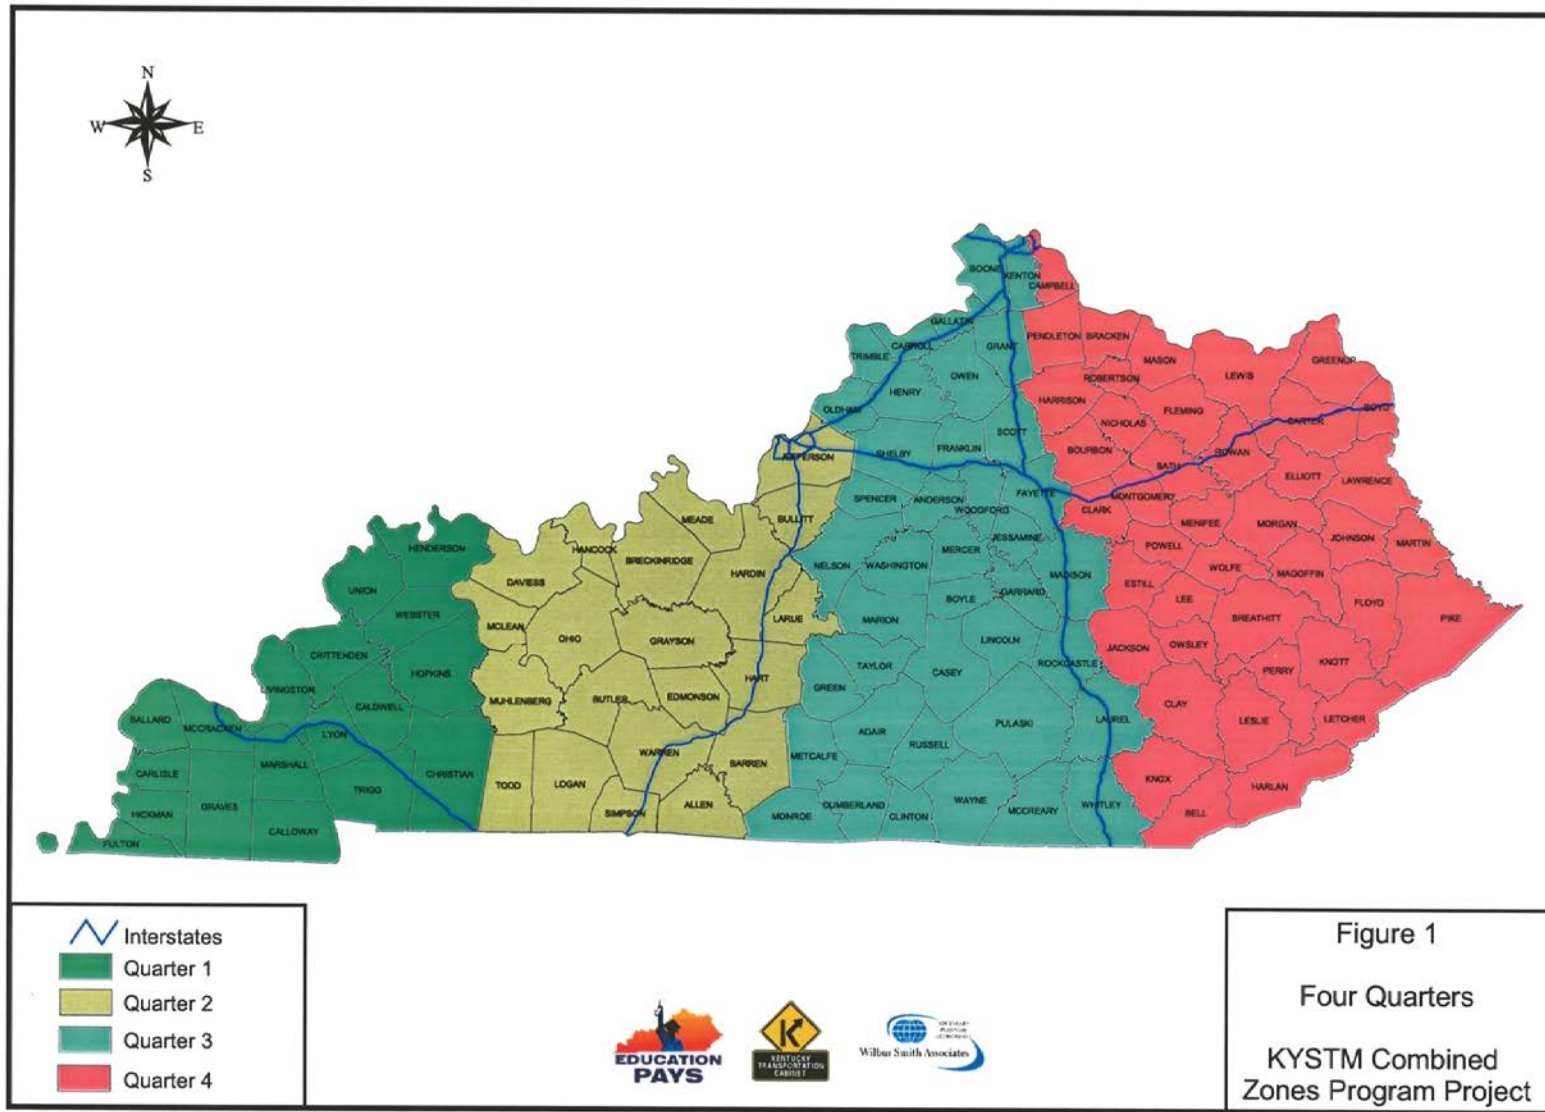 N
W
E
S
BOONE
KENTON
CAMPBELL
GALLATIN
CARROLL
TRIMBLE
GRANT
PENDLETON
BRACKEN
MASON
LEWIS
GREENUP
OWEN
HENRY
ROBERTSON
HARRISON
OLDHAM
FLEMING
CARTER
BOYD
NICHOLAS
SCOTT
FRANKLIN
SHELBY
JEFFERSON
BOURBON
ROWAN
BATH
ELLIOTT
LAWRENCE
SPENCER
ANDERSON
FAYETTE
WOODFORD
MONTGOMERY
CLARK
MENIFEE
MORGAN
MEADE
BULLITT
JESSAMINE
JOHNSON
MARTIN
HENDERSON
HANCOCK
BRECKINRIDGE
MERCER
POWELL
NELSON
WASHINGTON
WOLFE
MAGOFFIN
HARDIN
MADISON
DAVIESS
UNION
ESTILL
GARRARD
BOYLE
LEE
FLOYD
WEBSTER
LARUE
MARION
BREATHITT
PIKE
MCLEAN
OHIO
GRAYSON
LINCOLN
JACKSON
OWSLEY
CRITTENDEN
KNOTT
ROCKCASTLE
TAYLOR
CASEY
PERRY
HOPKINS
HART
GREEN
LIVINGSTON
EDMONSON
BUTLER
MUHLENBERG
CLAY
CALDWELL
BALLARD
LAUREL
LESLIE
LETCHER
PULASKI
MCCRACKEN
LYON
ADAIR
RUSSELL
WARREN
METCALFE
MARSHALL
BARREN
CARLISLE
CHRISTIAN
KNOX
TRIGG
TODD
LOGAN
HARLAN
WAYNE
ALLEN
CUMBERLAND
MCCREARY
WHITLEY
GRAVES
HICKMAN
SIMPSON
MONROE
CLINTON
BELL
CALLOWAY
FULTON
Interstates
Quarter 1
Quarter 2
Quarter 3
Quarter 4
EDUCATION
PAYS
KENTUCKY
TRANSPORTATION
CABINET
Wilbur Smith Associates
Figure 1
Four Quarters
KYSTM Combined
Zones Program Project